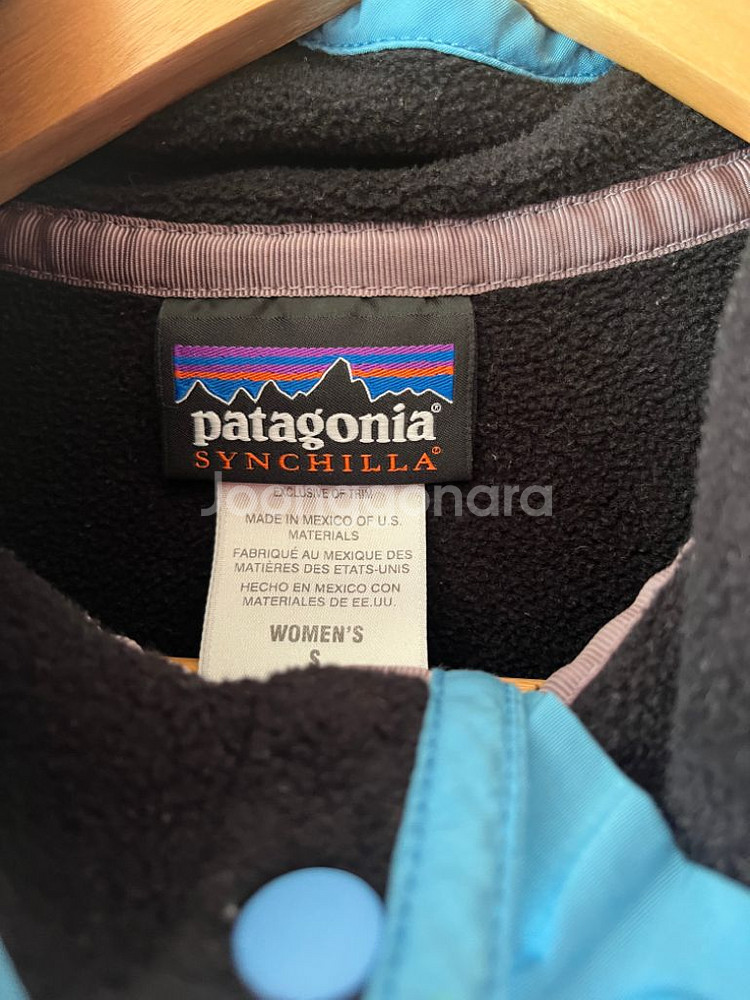 patagonia®
SYNCHILLA®
Joonggonara
EXCLUSIVE OF TRIM
MADE IN MEXICO OF U.S.
MATERIALS
FABRIQUÉ AU MEXIQUE DES
MATIÈRES DES ETATS-UNIS
HECHO EN MEXICO CON
MATERIALES DE EE.UU.
WOMEN'S
S